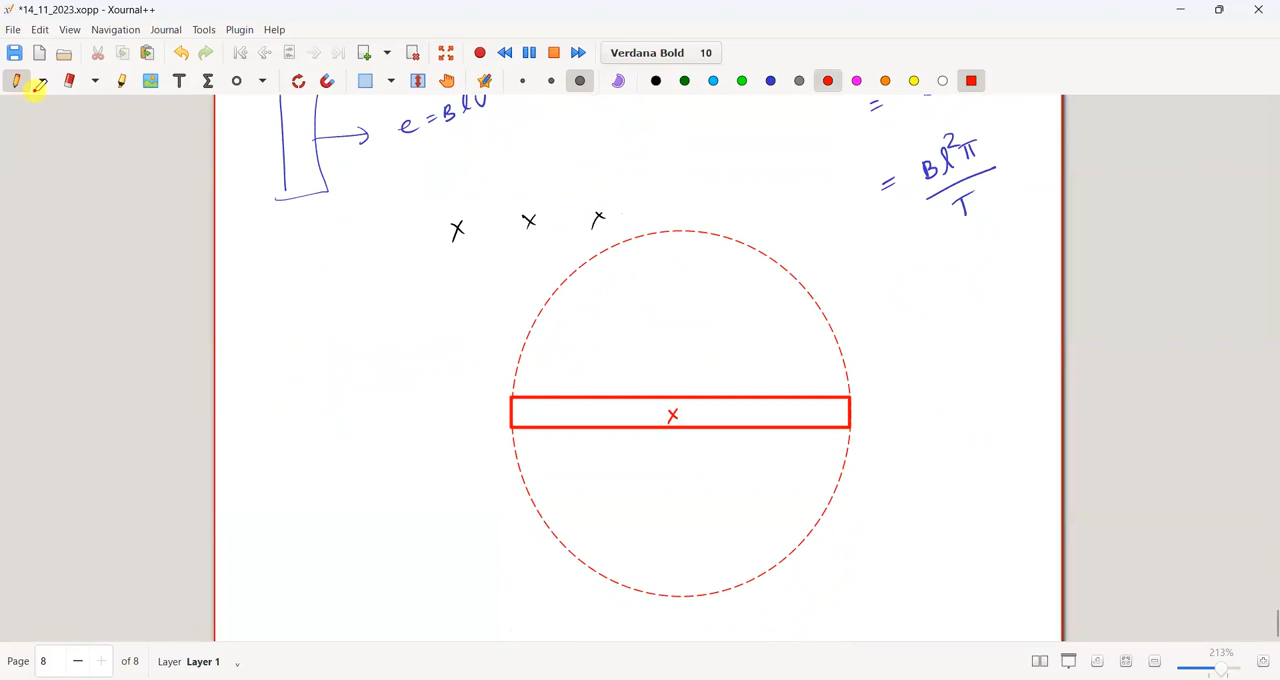 *14_11_2023.xopp - Xournal++
File Edit View Navigation Journal Tools Plugin Help
Verdana Bold 10
e = Blv
=
= Bl²π / T
x x x
x
Page 8 of 8 Layer Layer 1
213%